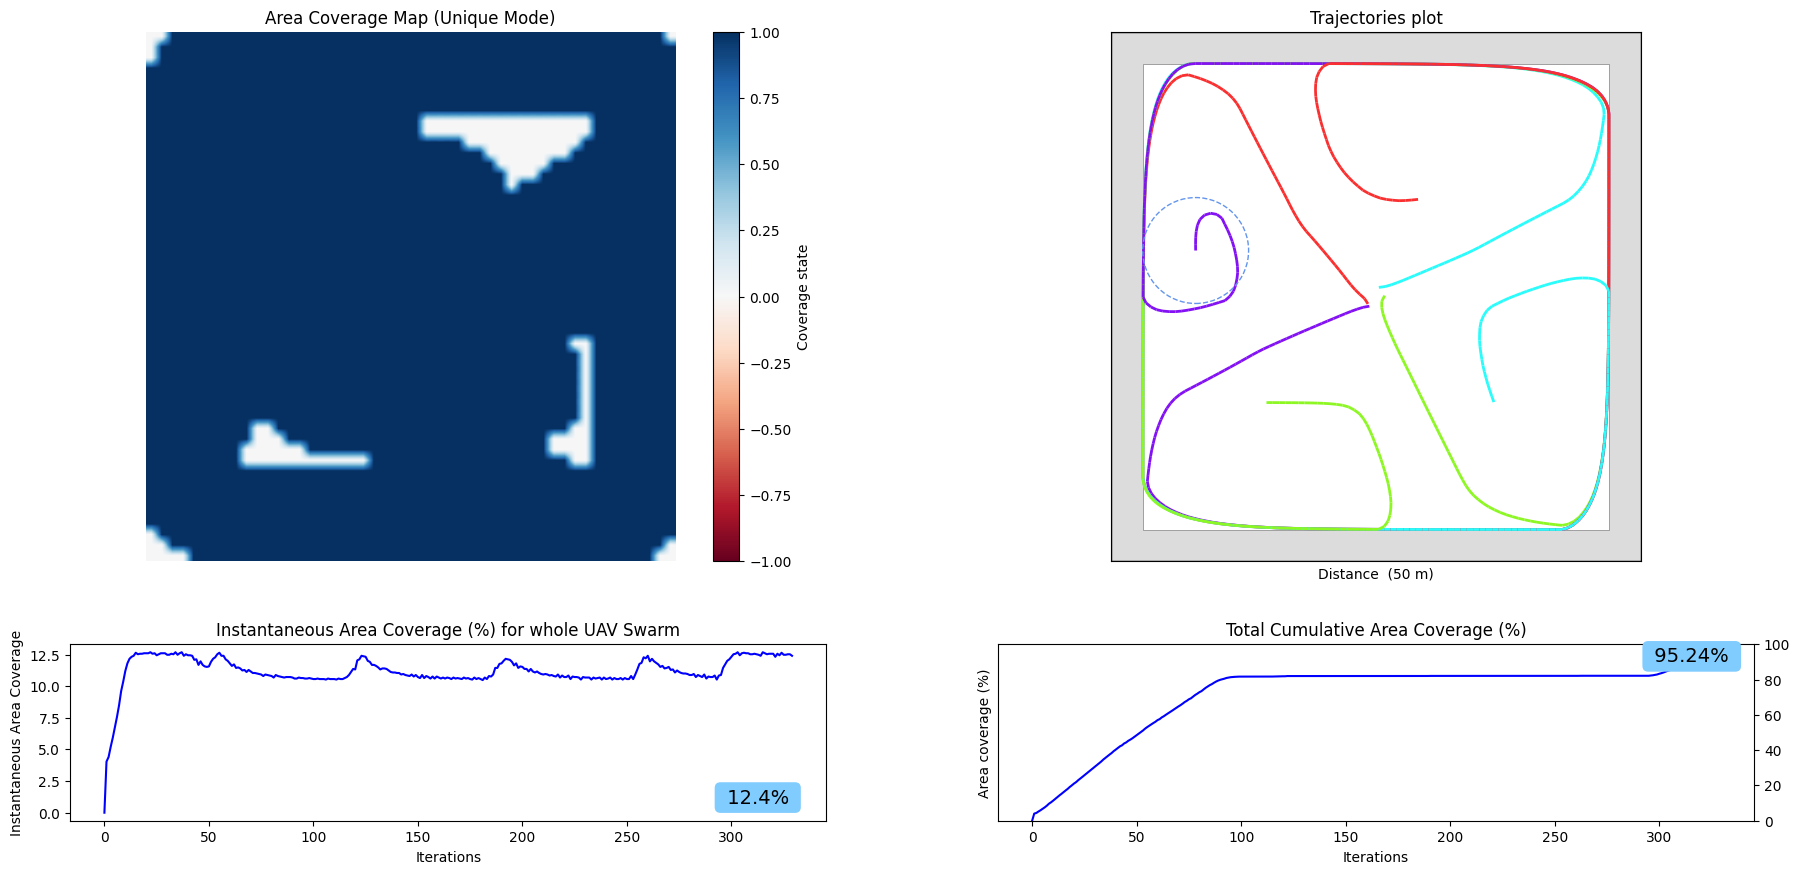 Area Coverage Map (Unique Mode)
1.00
0.75
0.50
0.25
0.00
−0.25
−0.50
−0.75
−1.00
Coverage state
Trajectories plot
Distance (50 m)
Instantaneous Area Coverage (%) for whole UAV Swarm
Instantaneous Area Coverage
12.5
10.0
7.5
5.0
2.5
0.0
12.4%
0 50 100 150 200 250 300
Iterations
Total Cumulative Area Coverage (%)
Area coverage (%)
95.24%
100
80
60
40
20
0
0 50 100 150 200 250 300
Iterations